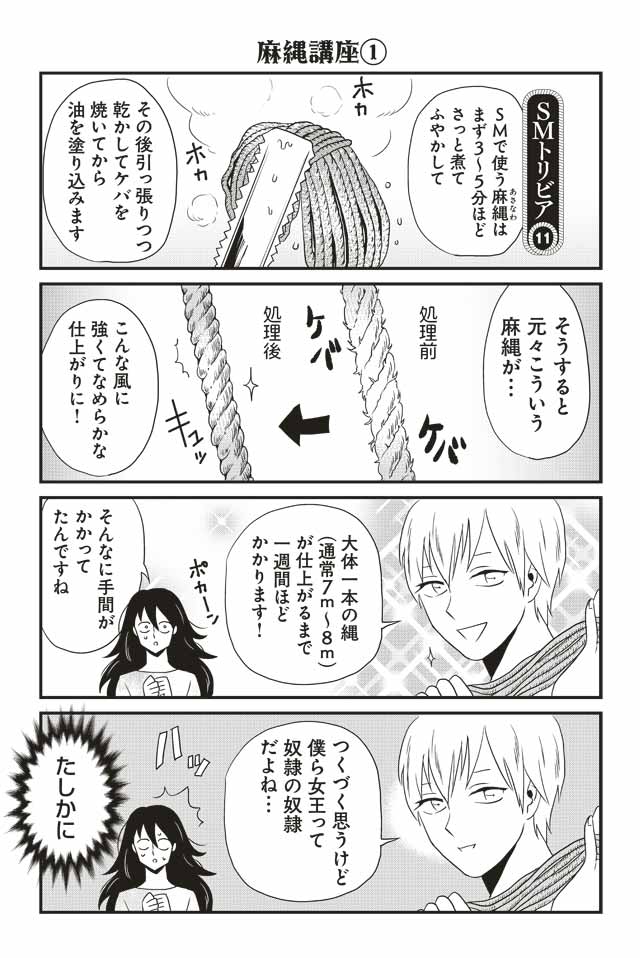 麻縄講座①
SMトリビア
11
SMで使う麻縄は
あさなわ
まず3〜5分ほど
さっと煮て
ふやかして
ホカ
ホカ
その後引っ張りつつ
乾かしてケバを
焼いてから
油を塗り込みます
そうすると
元々こういう
麻縄が…
処理前
ケバ
ケバ
処理後
キュッ
こんな風に
強くてなめらかな
仕上がりに！
大体一本の縄
(通常7m〜8m)
が仕上がるまで
一週間ほど
かかります！
ポカーン
そんなに手間が
かかって
たんですね
つくづく思うけど
僕ら女王って
奴隷の奴隷
だよね…
ハッ
たしかに